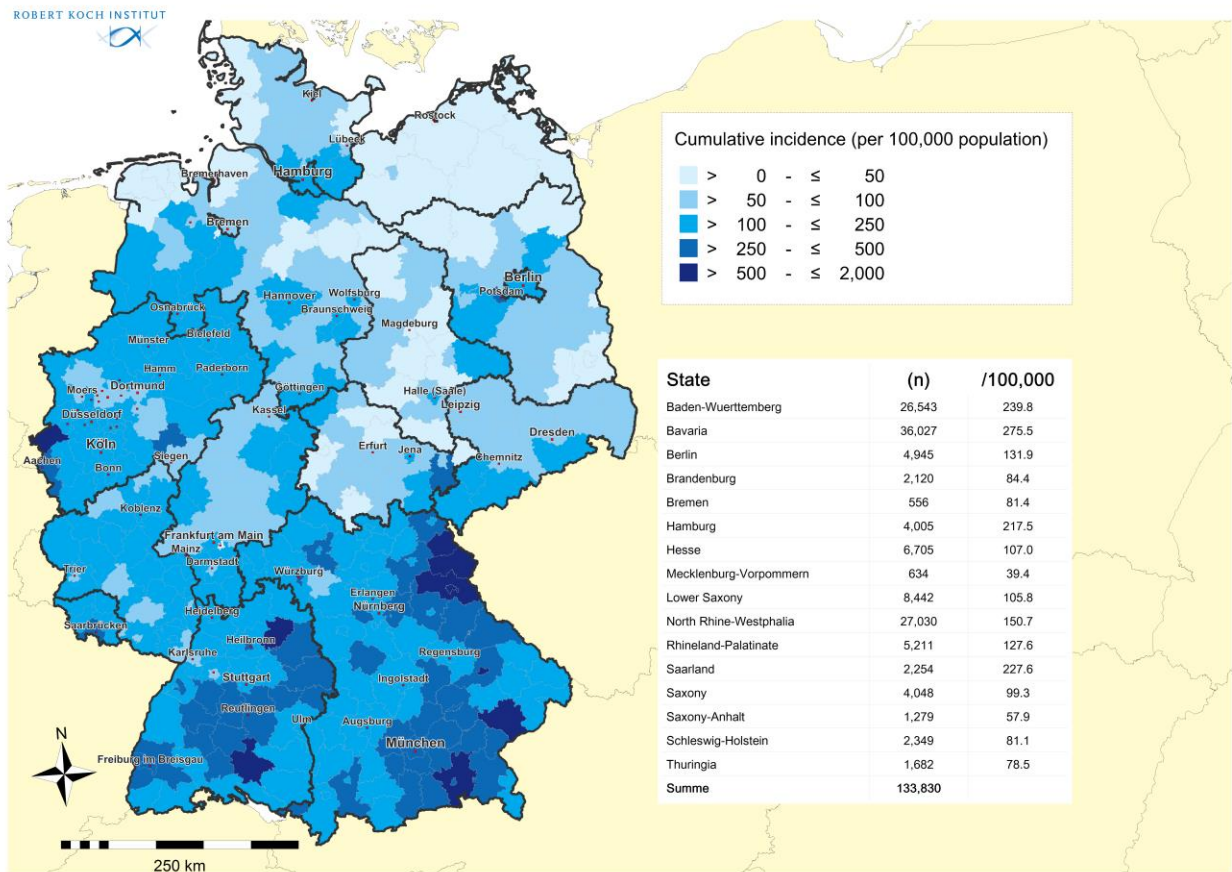 ROBERT KOCH INSTITUT
Kiel
Rostock
Lübeck
Bremerhaven
Hamburg
Bremen
Berlin
Potsdam
Hannover
Wolfsburg
Braunschweig
Osnabrück
Bielefeld
Magdeburg
Münster
Hamm
Paderborn
Göttingen
Moers
Dortmund
Halle (Saale)
Kassel
Leipzig
Düsseldorf
Dresden
Köln
Erfurt
Jena
Aachen
Siegen
Chemnitz
Bonn
Koblenz
Frankfurt am Main
Mainz
Darmstadt
Würzburg
Trier
Erlangen
Nürnberg
Heidelberg
Saarbrücken
Heilbronn
Karlsruhe
Regensburg
Stuttgart
Ingolstadt
Reutlingen
Ulm
Augsburg
München
Freiburg im Breisgau
N
250 km
Cumulative incidence (per 100,000 population)
> 0 - ≤ 50
> 50 - ≤ 100
> 100 - ≤ 250
> 250 - ≤ 500
> 500 - ≤ 2,000
State (n) /100,000
Baden-Wuerttemberg 26,543 239.8
Bavaria 36,027 275.5
Berlin 4,945 131.9
Brandenburg 2,120 84.4
Bremen 556 81.4
Hamburg 4,005 217.5
Hesse 6,705 107.0
Mecklenburg-Vorpommern 634 39.4
Lower Saxony 8,442 105.8
North Rhine-Westphalia 27,030 150.7
Rhineland-Palatinate 5,211 127.6
Saarland 2,254 227.6
Saxony 4,048 99.3
Saxony-Anhalt 1,279 57.9
Schleswig-Holstein 2,349 81.1
Thuringia 1,682 78.5
Summe 133,830